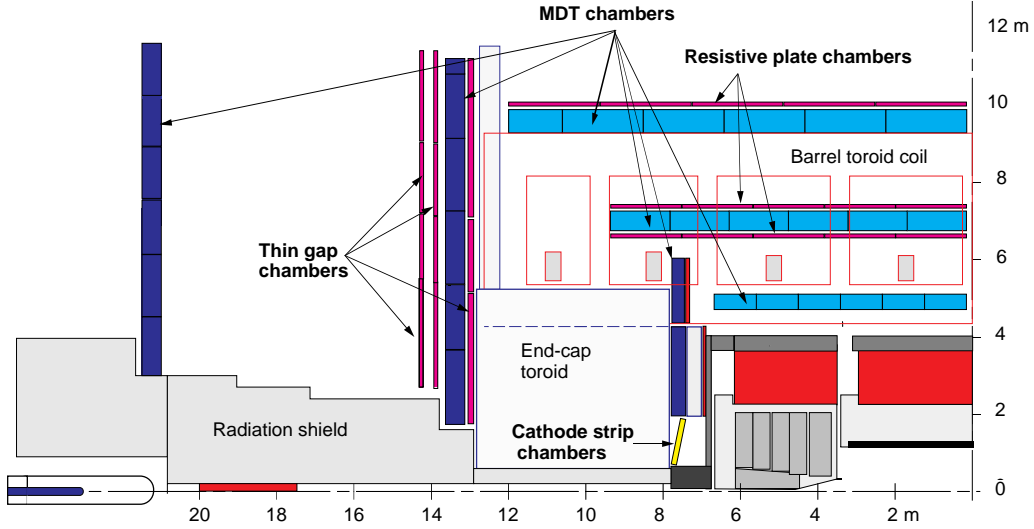 MDT chambers
12 m
Resistive plate chambers
10
Barrel toroid coil
8
Thin gap
chambers
6
4
End-cap
toroid
2
Radiation shield
Cathode strip
chambers
0
20
18
16
14
12
10
8
6
4
2 m